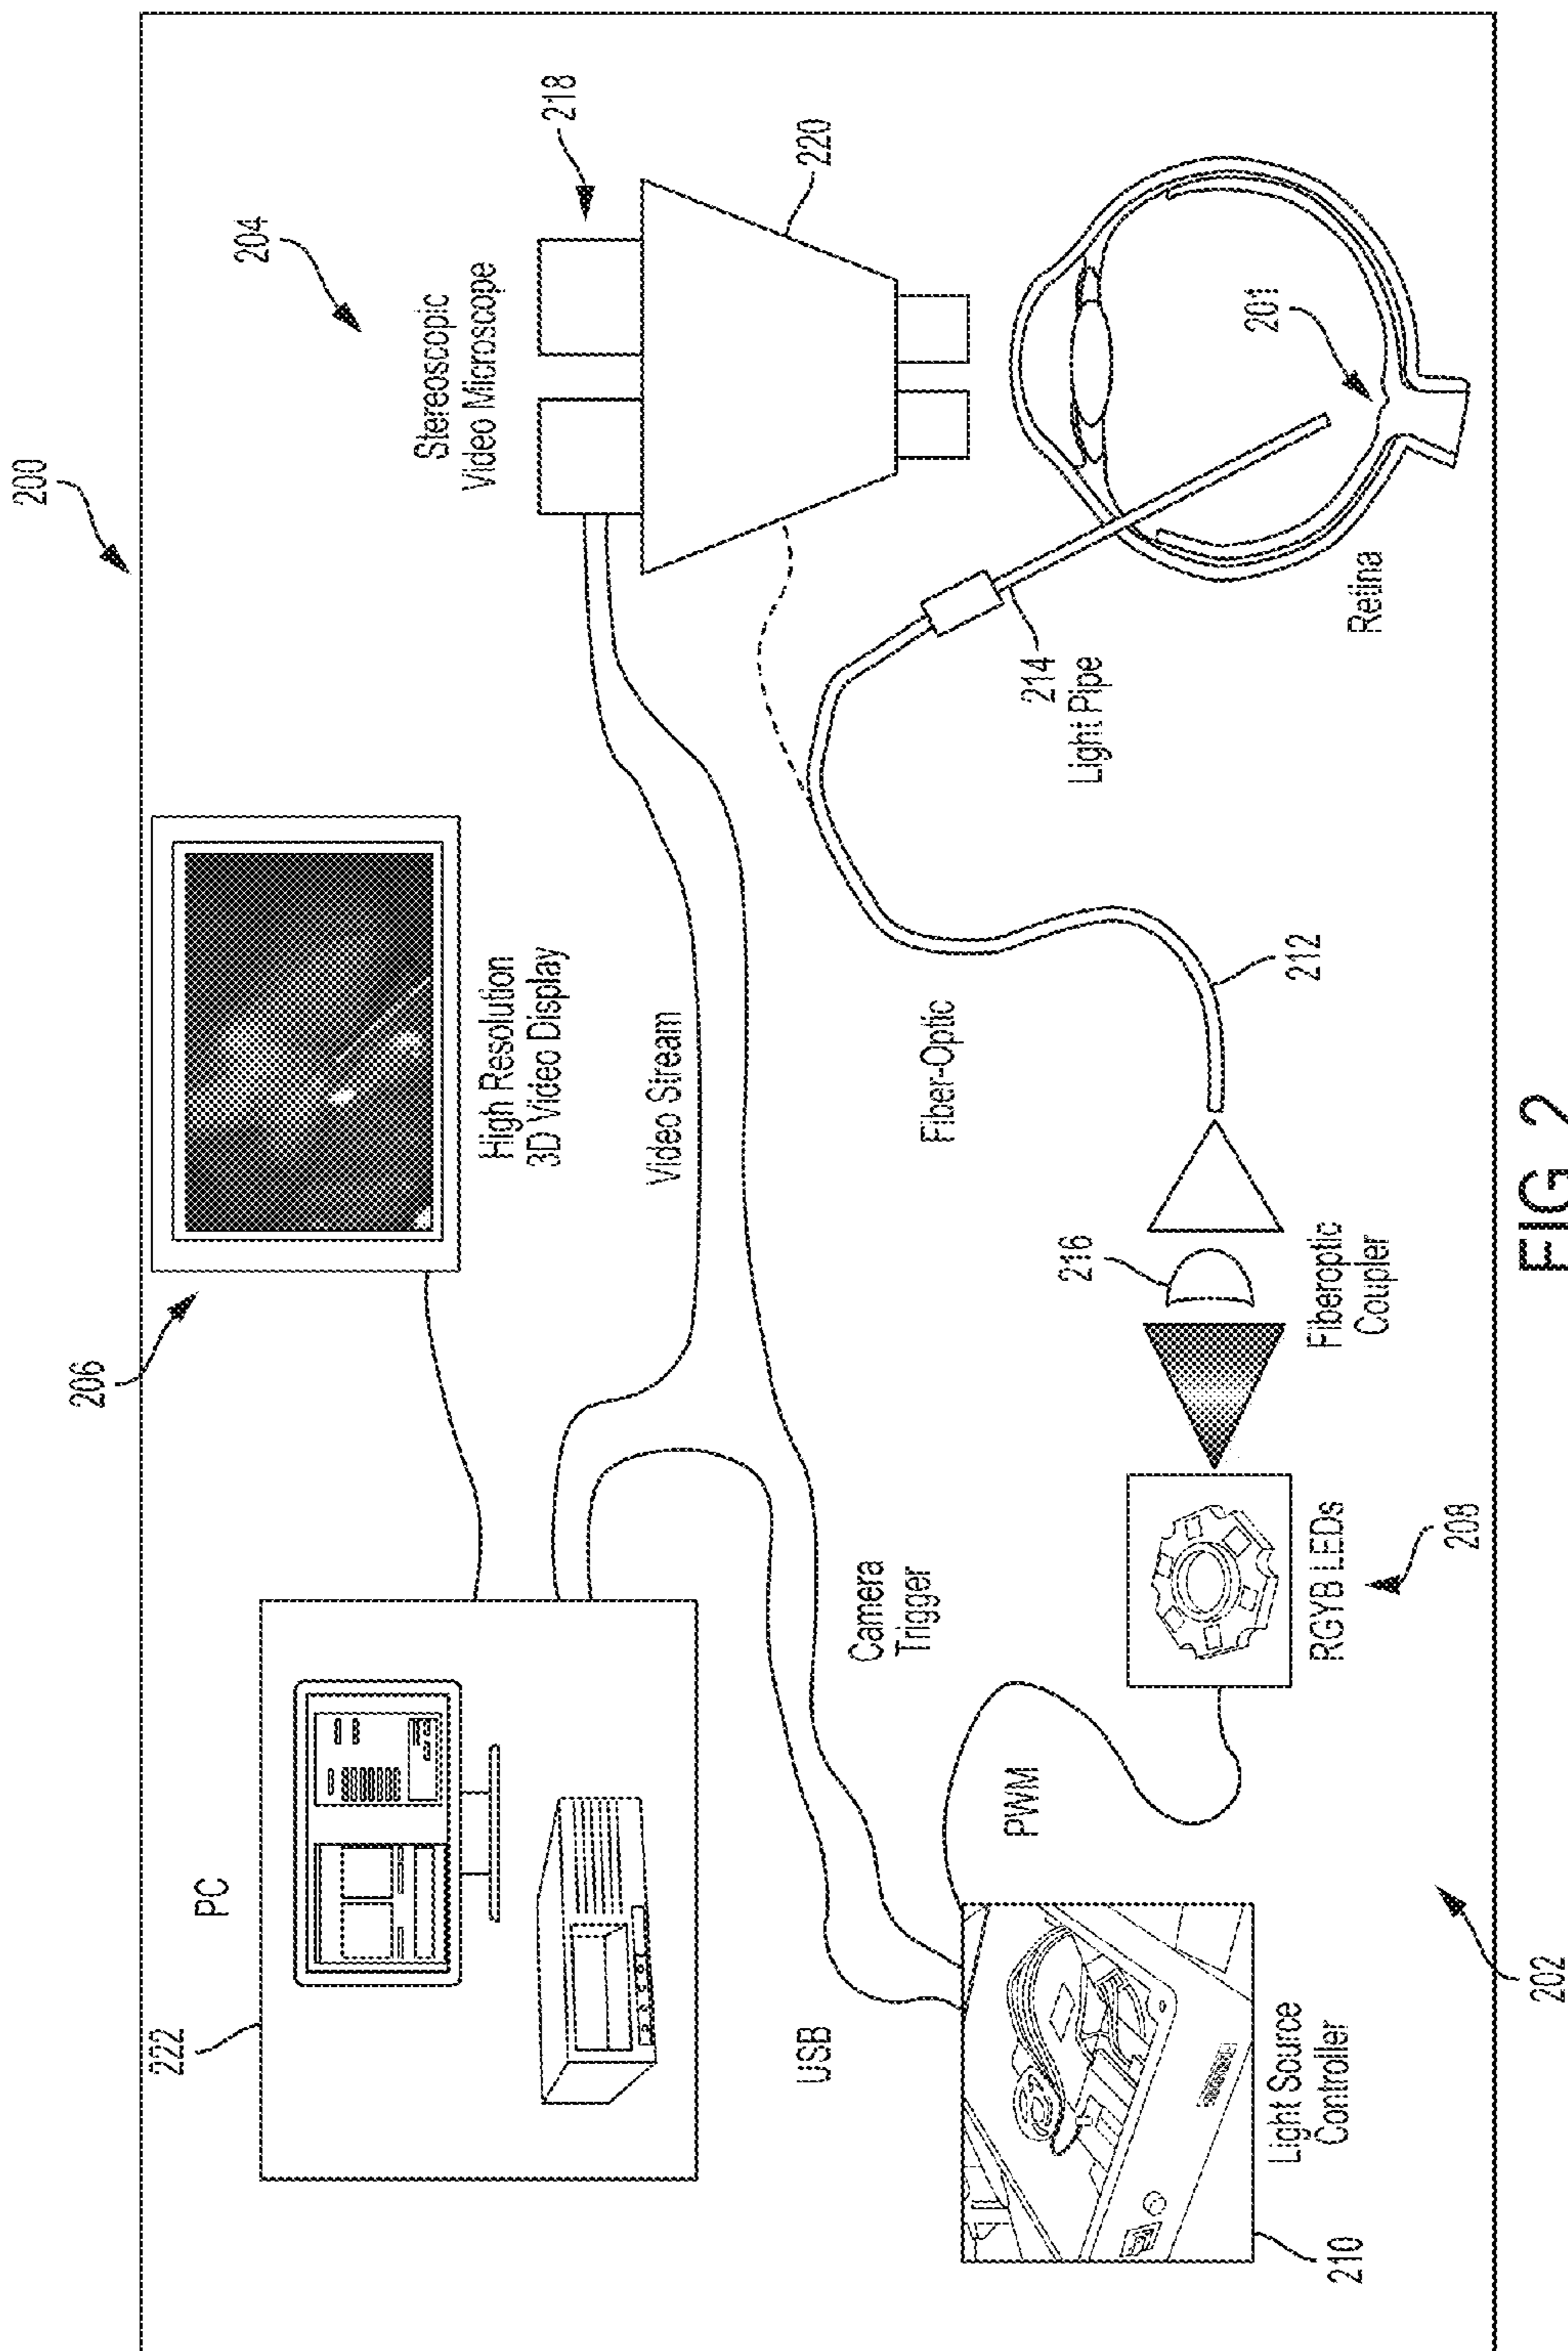 200
204
218
Stereoscopic
Video Microscope
220
201
Retina
214
Light Pipe
206
High Resolution
3D Video Display
Video Stream
Fiber-Optic
212
216
Fiberoptic
Coupler
222
PC
USB
Camera
Trigger
PWM
RGYB LEDs
208
Light Source
Controller
210
202
FIG. 2